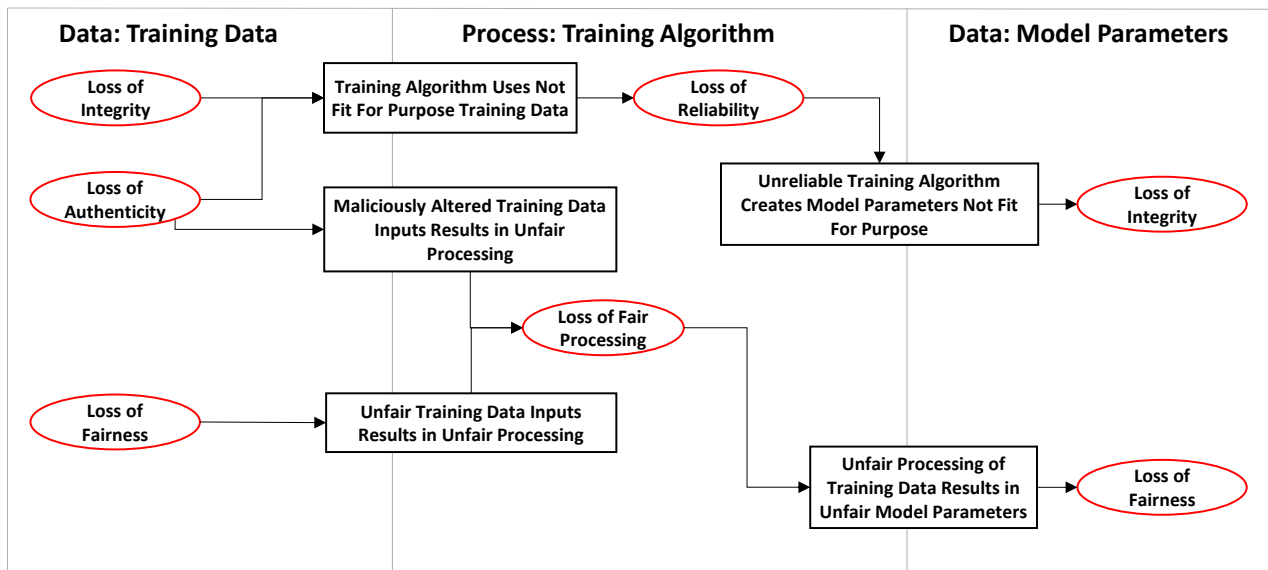 Data: Training Data
Process: Training Algorithm
Data: Model Parameters
Loss of
Integrity
Training Algorithm Uses Not
Fit For Purpose Training Data
Loss of
Reliability
Loss of
Authenticity
Maliciously Altered Training Data
Inputs Results in Unfair
Processing
Unreliable Training Algorithm
Creates Model Parameters Not Fit
For Purpose
Loss of
Integrity
Loss of Fair
Processing
Loss of
Fairness
Unfair Training Data Inputs
Results in Unfair Processing
Unfair Processing of
Training Data Results in
Unfair Model Parameters
Loss of
Fairness